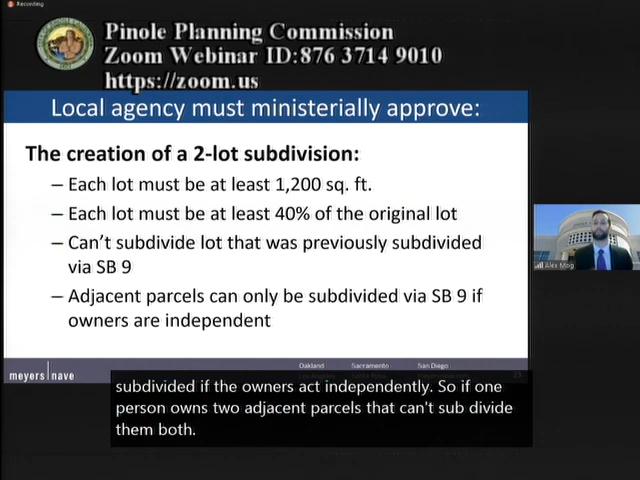 Recording
Pinole Planning Commission
Zoom Webinar ID:876 3714 9010
https://zoom.us
Local agency must ministerially approve:
The creation of a 2-lot subdivision:
– Each lot must be at least 1,200 sq. ft.
– Each lot must be at least 40% of the original lot
– Can't subdivide lot that was previously subdivided
via SB 9
– Adjacent parcels can only be subdivided via SB 9 if
owners are independent
Alex Mog
meyers | nave
Oakland Sacramento San Diego
subdivided if the owners act independently. So if one
person owns two adjacent parcels that can't sub divide
them both.